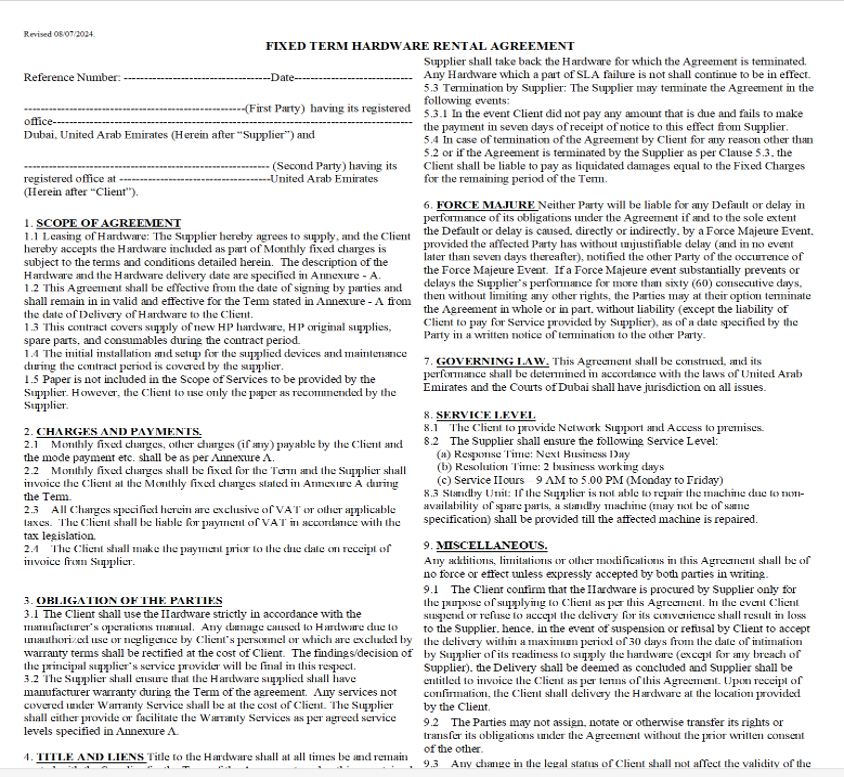 Revised 08/07/2024.
FIXED TERM HARDWARE RENTAL AGREEMENT
Reference Number: ------------------------------------Date-----------------------------
------------------------------------------------------(First Party) having its registered
office----------------------------------------------------------------------------------------
Dubai, United Arab Emirates (Herein after “Supplier”) and
------------------------------------------------------------ (Second Party) having its
registered office at -------------------------------------United Arab Emirates
(Herein after “Client”).
1. SCOPE OF AGREEMENT
1.1 Leasing of Hardware: The Supplier hereby agrees to supply, and the Client
hereby accepts the Hardware included as part of Monthly fixed charges is
subject to the terms and conditions detailed herein. The description of the
Hardware and the Hardware delivery date are specified in Annexure - A.
1.2 This Agreement shall be effective from the date of signing by parties and
shall remain in in valid and effective for the Term stated in Annexure - A from
the date of Delivery of Hardware to the Client.
1.3 This contract covers supply of new HP hardware, HP original supplies,
spare parts, and consumables during the contract period.
1.4 The initial installation and setup for the supplied devices and maintenance
during the contract period is covered by the supplier.
1.5 Paper is not included in the Scope of Services to be provided by the
Supplier. However, the Client to use only the paper as recommended by the
Supplier.
2. CHARGES AND PAYMENTS.
2.1 Monthly fixed charges, other charges (if any) payable by the Client and
the mode payment etc. shall be as per Annexure A.
2.2 Monthly fixed charges shall be fixed for the Term and the Supplier shall
invoice the Client at the Monthly fixed charges stated in Annexure A during
the Term.
2.3 All Charges specified herein are exclusive of VAT or other applicable
taxes. The Client shall be liable for payment of VAT in accordance with the
tax legislation.
2.4 The Client shall make the payment prior to the due date on receipt of
invoice from Supplier.
3. OBLIGATION OF THE PARTIES
3.1 The Client shall use the Hardware strictly in accordance with the
manufacturer's operations manual. Any damage caused to Hardware due to
unauthorized use or negligence by Client's personnel or which are excluded by
warranty terms shall be rectified at the cost of Client. The findings/decision of
the principal supplier's service provider will be final in this respect.
3.2 The Supplier shall ensure that the Hardware supplied shall have
manufacturer warranty during the Term of the agreement. Any services not
covered under Warranty Service shall be at the cost of Client. The Supplier
shall either provide or facilitate the Warranty Services as per agreed service
levels specified in Annexure A.
4. TITLE AND LIENS Title to the Hardware shall at all times be and remain
Supplier shall take back the Hardware for which the Agreement is terminated.
Any Hardware which a part of SLA failure is not shall continue to be in effect.
5.3 Termination by Supplier: The Supplier may terminate the Agreement in the
following events:
5.3.1 In the event Client did not pay any amount that is due and fails to make
the payment in seven days of receipt of notice to this effect from Supplier.
5.4 In case of termination of the Agreement by Client for any reason other than
5.2 or if the Agreement is terminated by the Supplier as per Clause 5.3, the
Client shall be liable to pay as liquidated damages equal to the Fixed Charges
for the remaining period of the Term.
6. FORCE MAJURE Neither Party will be liable for any Default or delay in
performance of its obligations under the Agreement if and to the sole extent
the Default or delay is caused, directly or indirectly, by a Force Majeure Event,
provided the affected Party has without unjustifiable delay (and in no event
later than seven days thereafter), notified the other Party of the occurrence of
the Force Majeure Event. If a Force Majeure event substantially prevents or
delays the Supplier's performance for more than sixty (60) consecutive days,
then without limiting any other rights, the Parties may at their option terminate
the Agreement in whole or in part, without liability (except the liability of
Client to pay for Service provided by Supplier), as of a date specified by the
Party in a written notice of termination to the other Party.
7. GOVERNING LAW. This Agreement shall be construed, and its
performance shall be determined in accordance with the laws of United Arab
Emirates and the Courts of Dubai shall have jurisdiction on all issues.
8. SERVICE LEVEL
8.1 The Client to provide Network Support and Access to premises.
8.2 The Supplier shall ensure the following Service Level:
(a) Response Time: Next Business Day
(b) Resolution Time: 2 business working days
(c) Service Hours – 9 AM to 5.00 PM (Monday to Friday)
8.3 Standby Unit: If the Supplier is not able to repair the machine due to non-
availability of spare parts, a standby machine (may not be of same
specification) shall be provided till the affected machine is repaired.
9. MISCELLANEOUS.
Any additions, limitations or other modifications in this Agreement shall be of
no force or effect unless expressly accepted by both parties in writing.
9.1 The Client confirm that the Hardware is procured by Supplier only for
the purpose of supplying to Client as per this Agreement. In the event Client
suspend or refuse to accept the delivery for its convenience shall result in loss
to the Supplier, hence, in the event of suspension or refusal by Client to accept
the delivery within a maximum period of 30 days from the date of intimation
by Supplier of its readiness to supply the hardware (except for any breach of
Supplier), the Delivery shall be deemed as concluded and Supplier shall be
entitled to invoice the Client as per terms of this Agreement. Upon receipt of
confirmation, the Client shall delivery the Hardware at the location provided
by the Client.
9.2 The Parties may not assign, notate or otherwise transfer its rights or
transfer its obligations under the Agreement without the prior written consent
of the other.
9.3 Any change in the legal status of Client shall not affect the validity of the